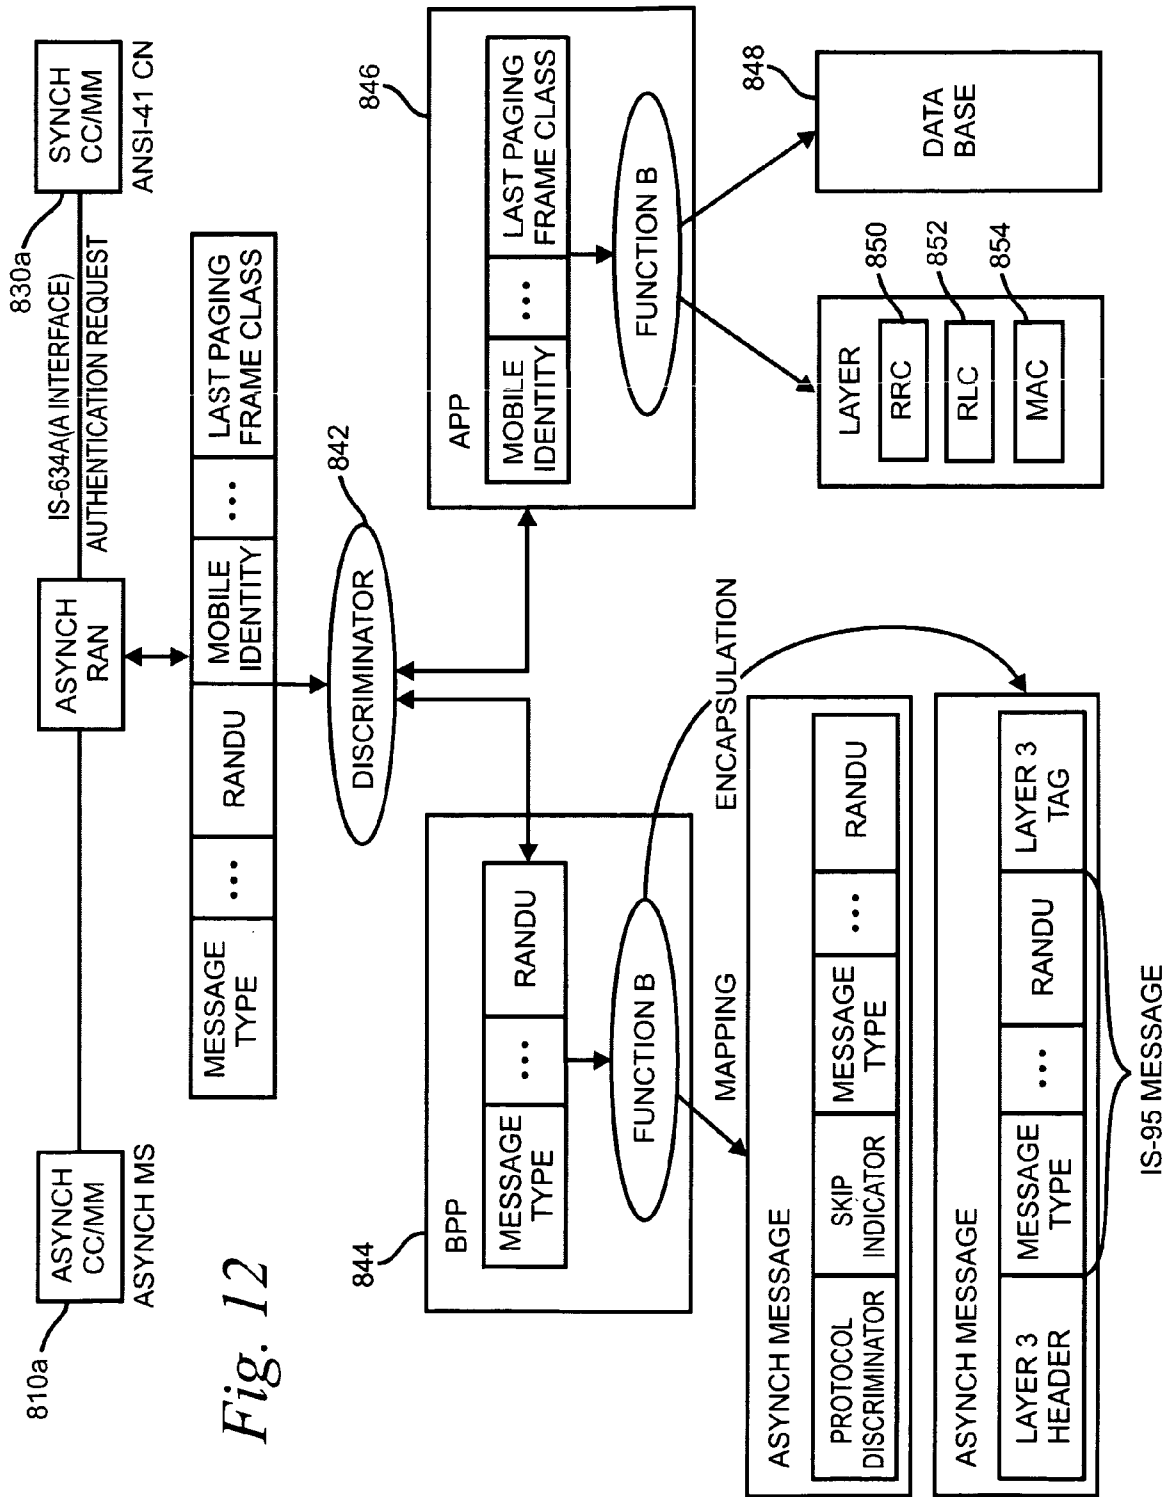 810a
ASYNCH
CC/MM
ASYNCH MS
ASYNCH
RAN
IS-634A(A INTERFACE)
AUTHENTICATION REQUEST
830a
SYNCH
CC/MM
ANSI-41 CN
MESSAGE
TYPE
...
RANDU
MOBILE
IDENTITY
...
LAST PAGING
FRAME CLASS
Fig. 12
DISCRIMINATOR
842
844
BPP
MESSAGE
TYPE
...
RANDU
FUNCTION B
846
APP
MOBILE
IDENTITY
...
LAST PAGING
FRAME CLASS
FUNCTION B
MAPPING
ENCAPSULATION
ASYNCH MESSAGE
PROTOCOL
DISCRIMINATOR
SKIP
INDICATOR
MESSAGE
TYPE
...
RANDU
ASYNCH MESSAGE
LAYER 3
HEADER
MESSAGE
TYPE
...
RANDU
LAYER 3
TAG
IS-95 MESSAGE
LAYER
RRC
850
RLC
852
MAC
854
DATA
BASE
848